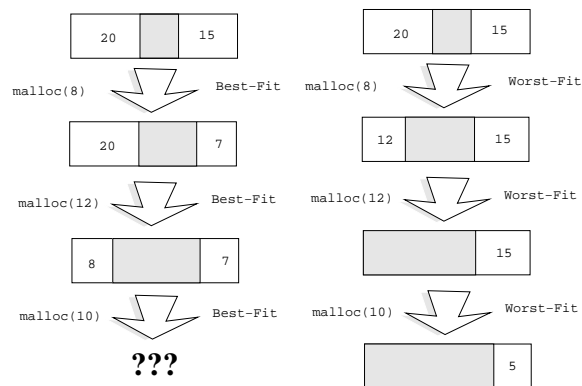 20 15
malloc(8) Best-Fit
20 7
malloc(12) Best-Fit
8 7
malloc(10) Best-Fit
???
20 15
malloc(8) Worst-Fit
12 15
malloc(12) Worst-Fit
15
malloc(10) Worst-Fit
5